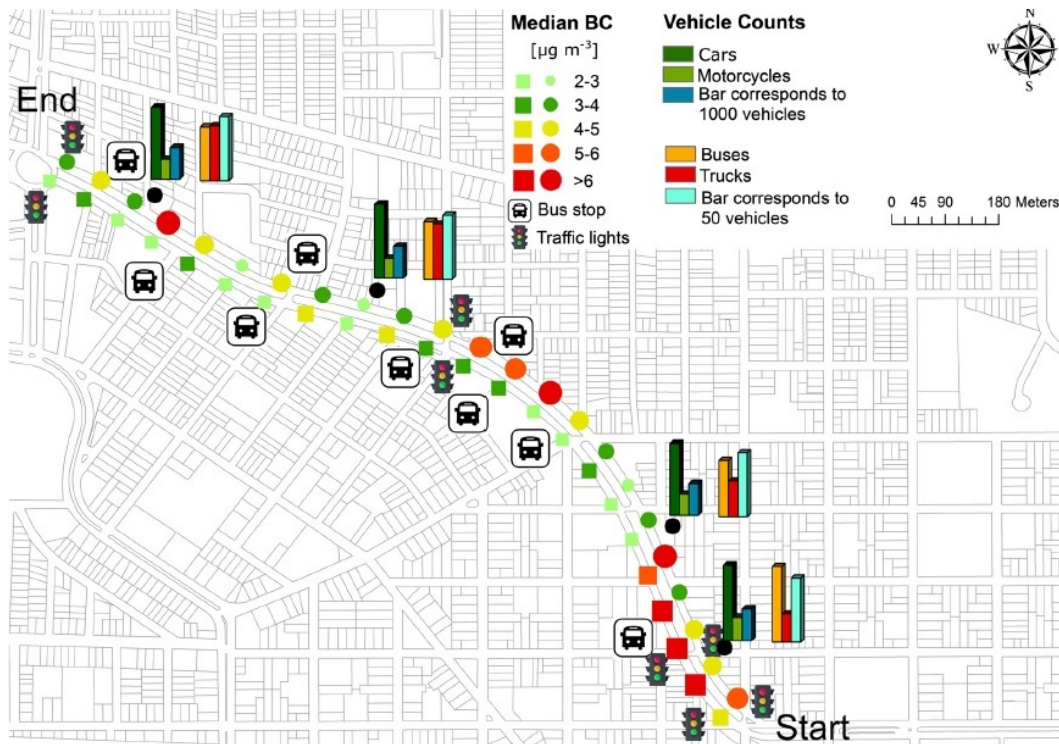 Median BC
[µg m⁻³]
2-3
3-4
4-5
5-6
>6
Bus stop
Traffic lights
Vehicle Counts
Cars
Motorcycles
Bar corresponds to
1000 vehicles
Buses
Trucks
Bar corresponds to
50 vehicles
N
W
E
S
0 45 90 180 Meters
End
Start